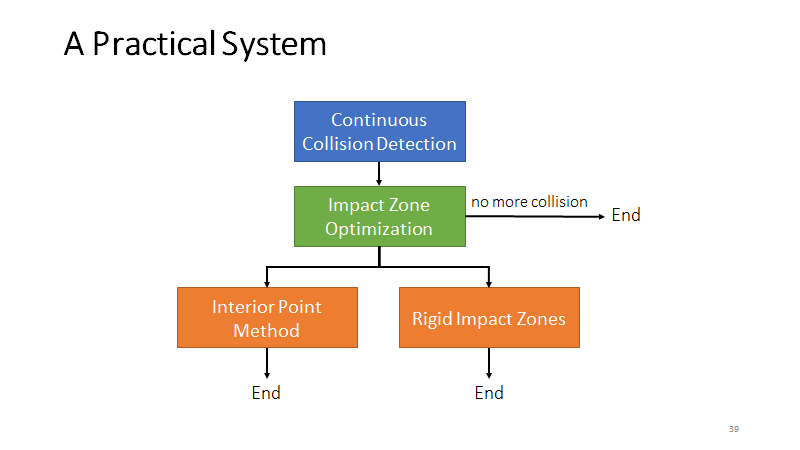 A Practical System
Continuous
Collision Detection
Impact Zone
Optimization
no more collision
End
Interior Point
Method
Rigid Impact Zones
End
End
39